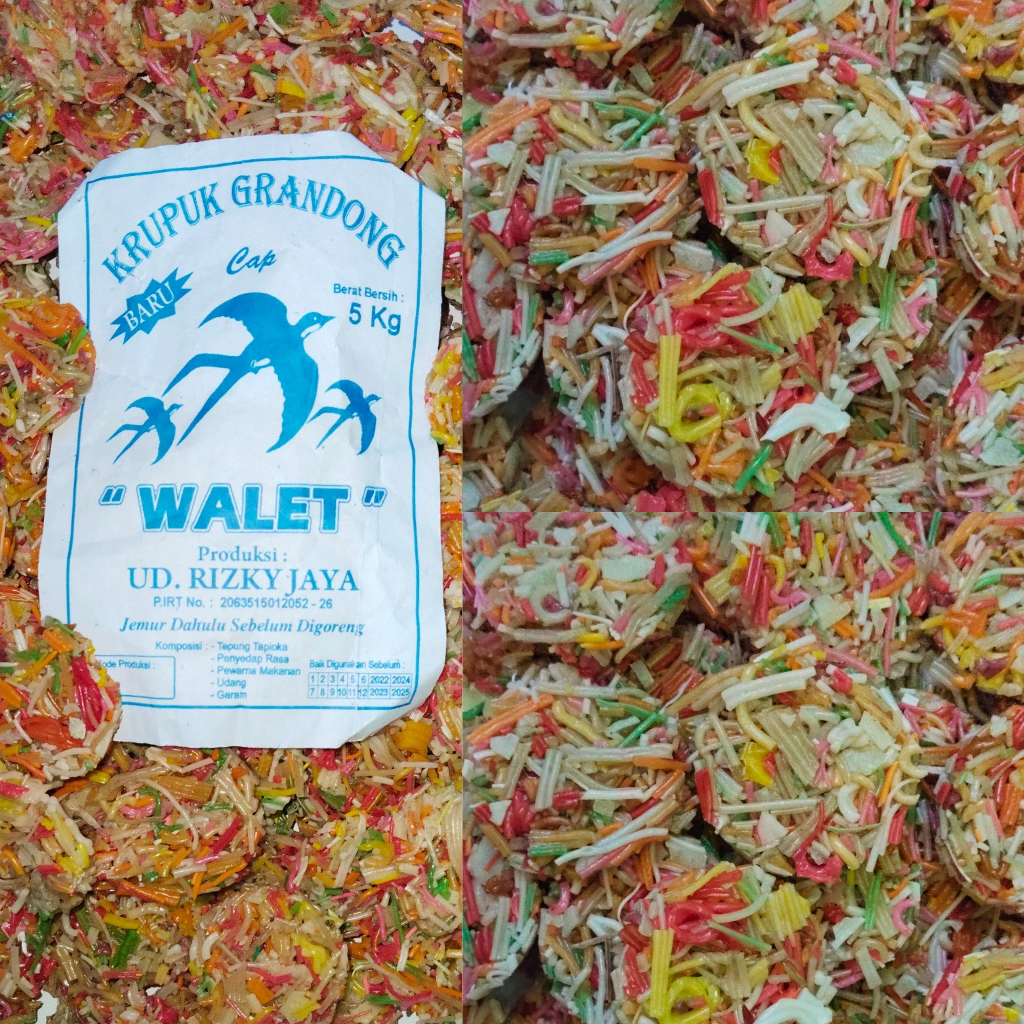 KRUPUK GRANDONG
Cap
BARU
Berat Bersih :
5 Kg
“ WALET ”
Produksi :
UD. RIZKY JAYA
P.IRT No. : 2063515012052 - 26
Jemur Dahulu Sebelum Digoreng
Komposisi : - Tepung Tapioka
- Penyedap Rasa
- Pewarna Makanan
- Udang
- Garam
ode Produksi :
Baik Digunakan Sebelum :
1 2 3 4 5 6 2022 2024
7 8 9 10 11 12 2023 2025